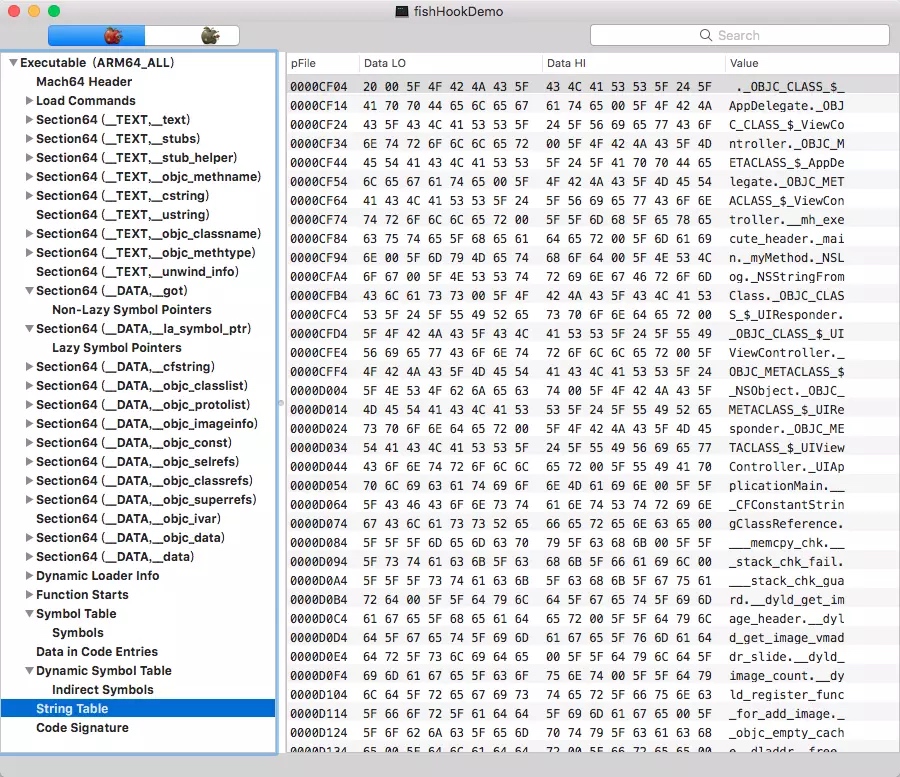 fishHookDemo
Search
Executable (ARM64_ALL)
Mach64 Header
Load Commands
Section64 (__TEXT,__text)
Section64 (__TEXT,__stubs)
Section64 (__TEXT,__stub_helper)
Section64 (__TEXT,__objc_methname)
Section64 (__TEXT,__cstring)
Section64 (__TEXT,__ustring)
Section64 (__TEXT,__objc_classname)
Section64 (__TEXT,__objc_methtype)
Section64 (__TEXT,__unwind_info)
Section64 (__DATA,__got)
Non-Lazy Symbol Pointers
Section64 (__DATA,__la_symbol_ptr)
Lazy Symbol Pointers
Section64 (__DATA,__cfstring)
Section64 (__DATA,__objc_classlist)
Section64 (__DATA,__objc_protolist)
Section64 (__DATA,__objc_imageinfo)
Section64 (__DATA,__objc_const)
Section64 (__DATA,__objc_selrefs)
Section64 (__DATA,__objc_classrefs)
Section64 (__DATA,__objc_superrefs)
Section64 (__DATA,__objc_ivar)
Section64 (__DATA,__objc_data)
Section64 (__DATA,__data)
Dynamic Loader Info
Function Starts
Symbol Table
Symbols
Data in Code Entries
Dynamic Symbol Table
Indirect Symbols
String Table
Code Signature
pFile Data LO Data HI Value
0000CF04 20 00 5F 4F 42 4A 43 5F 43 4C 41 53 53 5F 24 5F ._OBJC_CLASS_$_
0000CF14 41 70 70 44 65 6C 65 67 61 74 65 00 5F 4F 42 4A AppDelegate._OBJ
0000CF24 43 5F 43 4C 41 53 53 5F 24 5F 56 69 65 77 43 6F C_CLASS_$_ViewCo
0000CF34 6E 74 72 6F 6C 6C 65 72 00 5F 4F 42 4A 43 5F 4D ntroller._OBJC_M
0000CF44 45 54 41 43 4C 41 53 53 5F 24 5F 41 70 70 44 65 ETACLASS_$_AppDe
0000CF54 6C 65 67 61 74 65 00 5F 4F 42 4A 43 5F 4D 45 54 legate._OBJC_MET
0000CF64 41 43 4C 41 53 53 5F 24 5F 56 69 65 77 43 6F 6E ACLASS_$_ViewCon
0000CF74 74 72 6F 6C 6C 65 72 00 5F 5F 6D 68 5F 65 78 65 troller.__mh_exe
0000CF84 63 75 74 65 5F 68 65 61 64 65 72 00 5F 6D 61 69 cute_header._mai
0000CF94 6E 00 5F 6D 79 4D 65 74 68 6F 64 00 5F 4E 53 4C n._myMethod._NSL
0000CFA4 6F 67 00 5F 4E 53 53 74 72 69 6E 67 46 72 6F 6D og._NSStringFrom
0000CFB4 43 6C 61 73 73 00 5F 4F 42 4A 43 5F 43 4C 41 53 Class._OBJC_CLAS
0000CFC4 53 5F 24 5F 55 49 52 65 73 70 6F 6E 64 65 72 00 S_$_UIResponder.
0000CFD4 5F 4F 42 4A 43 5F 43 4C 41 53 53 5F 24 5F 55 49 _OBJC_CLASS_$_UI
0000CFE4 56 69 65 77 43 6F 6E 74 72 6F 6C 6C 65 72 00 5F ViewController._
0000CFF4 4F 42 4A 43 5F 4D 45 54 41 43 4C 41 53 53 5F 24 OBJC_METACLASS_$
0000D004 5F 4E 53 4F 62 6A 65 63 74 00 5F 4F 42 4A 43 5F _NSObject._OBJC_
0000D014 4D 45 54 41 43 4C 41 53 53 5F 24 5F 55 49 52 65 METACLASS_$_UIRe
0000D024 73 70 6F 6E 64 65 72 00 5F 4F 42 4A 43 5F 4D 45 sponder._OBJC_ME
0000D034 54 41 43 4C 41 53 53 5F 24 5F 55 49 56 69 65 77 TACLASS_$_UIView
0000D044 43 6F 6E 74 72 6F 6C 6C 65 72 00 5F 55 49 41 70 Controller._UIAp
0000D054 70 6C 69 63 61 74 69 6F 6E 4D 61 69 6E 00 5F 5F plicationMain.__
0000D064 5F 43 46 43 6F 6E 73 74 61 6E 74 53 74 72 69 6E _CFConstantStrin
0000D074 67 43 6C 61 73 73 52 65 66 65 72 65 6E 63 65 00 gClassReference.
0000D084 5F 5F 5F 6D 65 6D 63 70 79 5F 63 68 6B 00 5F 5F ___memcpy_chk.__
0000D094 5F 73 74 61 63 6B 5F 63 68 6B 5F 66 61 69 6C 00 _stack_chk_fail.
0000D0A4 5F 5F 5F 73 74 61 63 6B 5F 63 68 6B 5F 67 75 61 ___stack_chk_gua
0000D0B4 72 64 00 5F 5F 64 79 6C 64 5F 67 65 74 5F 69 6D rd.__dyld_get_im
0000D0C4 61 67 65 5F 68 65 61 64 65 72 00 5F 5F 64 79 6C age_header.__dyl
0000D0D4 64 5F 67 65 74 5F 69 6D 61 67 65 5F 76 6D 61 64 d_get_image_vmad
0000D0E4 64 72 5F 73 6C 69 64 65 00 5F 5F 64 79 6C 64 5F dr_slide.__dyld_
0000D0F4 69 6D 61 67 65 5F 63 6F 75 6E 74 00 5F 5F 64 79 image_count.__dy
0000D104 6C 64 5F 72 65 67 69 73 74 65 72 5F 66 75 6E 63 ld_register_func
0000D114 5F 66 6F 72 5F 61 64 64 5F 69 6D 61 67 65 00 5F _for_add_image._
0000D124 5F 6F 62 6A 63 5F 65 6D 70 74 79 5F 63 61 63 68 _objc_empty_cach
0000D134 65 00 5F 64 6C 61 64 64 72 00 5F 66 72 65 65 00 e._dladdr._free.